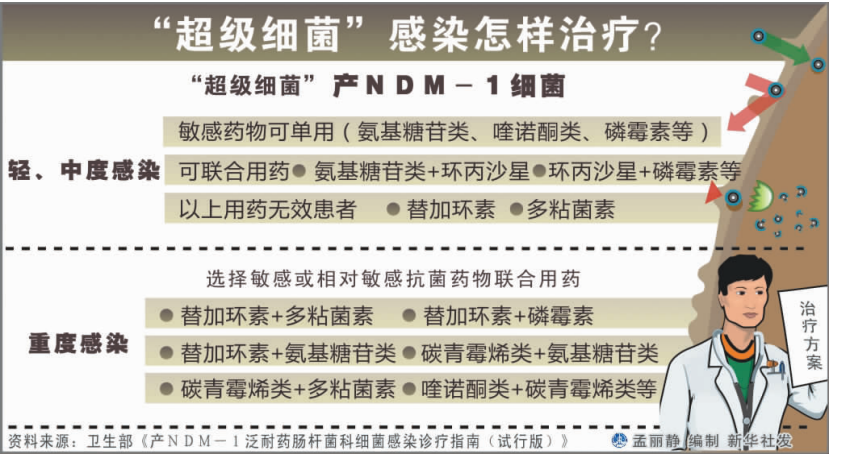 “超级细菌”感染怎样治疗?
“超级细菌”产NDM－1细菌
敏感药物可单用（氨基糖苷类、喹诺酮类、磷霉素等）
轻、中度感染
可联合用药●氨基糖苷类+环丙沙星●环丙沙星+磷霉素等
以上用药无效患者 ●替加环素 ●多粘菌素
选择敏感或相对敏感抗菌药物联合用药
●替加环素+多粘菌素 ●替加环素+磷霉素
重度感染
●替加环素+氨基糖苷类●碳青霉烯类+氨基糖苷类
●碳青霉烯类+多粘菌素●喹诺酮类+碳青霉烯类等
治疗方案
资料来源：卫生部《产NDM－1泛耐药肠杆菌科细菌感染诊疗指南（试行版）》 孟丽静 编制 新华社发